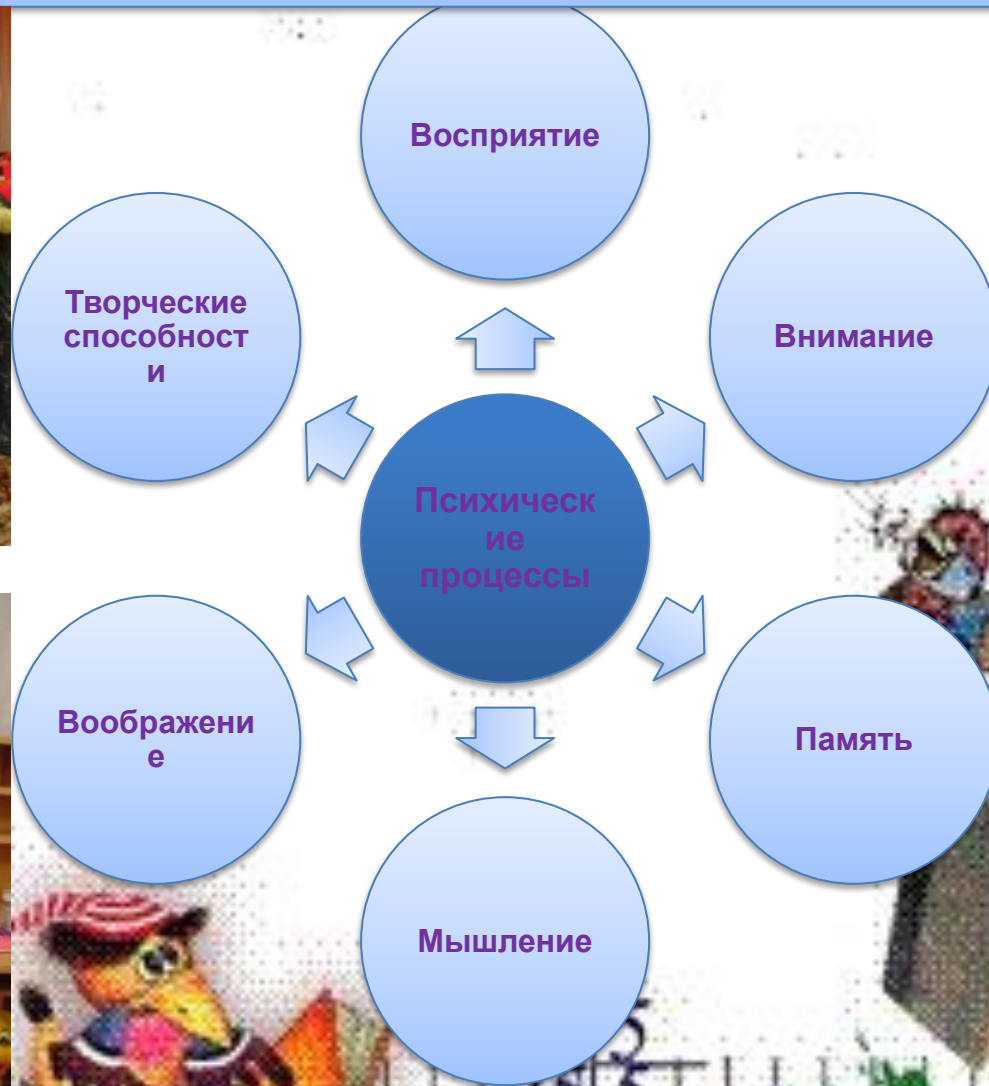 Восприятие
Творческие
способност
и
Внимание
Психическ
ие
процессы
Воображени
е
Память
Мышление